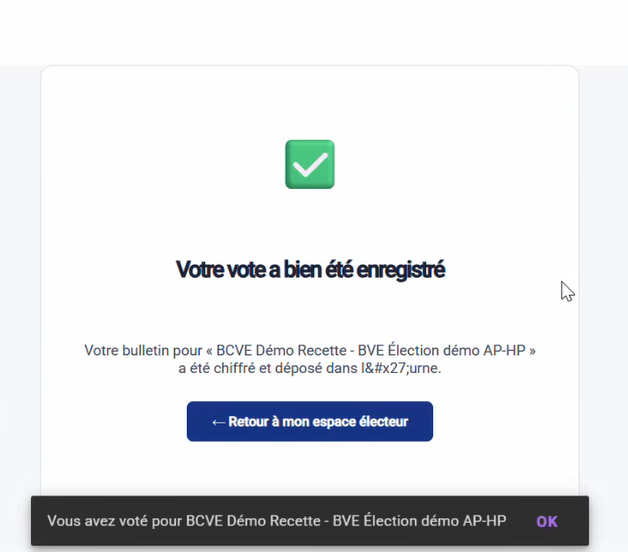 Votre vote a bien été enregistré
Votre bulletin pour « BCVE Démo Recette - BVE Élection démo AP-HP »
a été chiffré et déposé dans l&#x27;urne.
← Retour à mon espace électeur
Vous avez voté pour BCVE Démo Recette - BVE Élection démo AP-HP OK